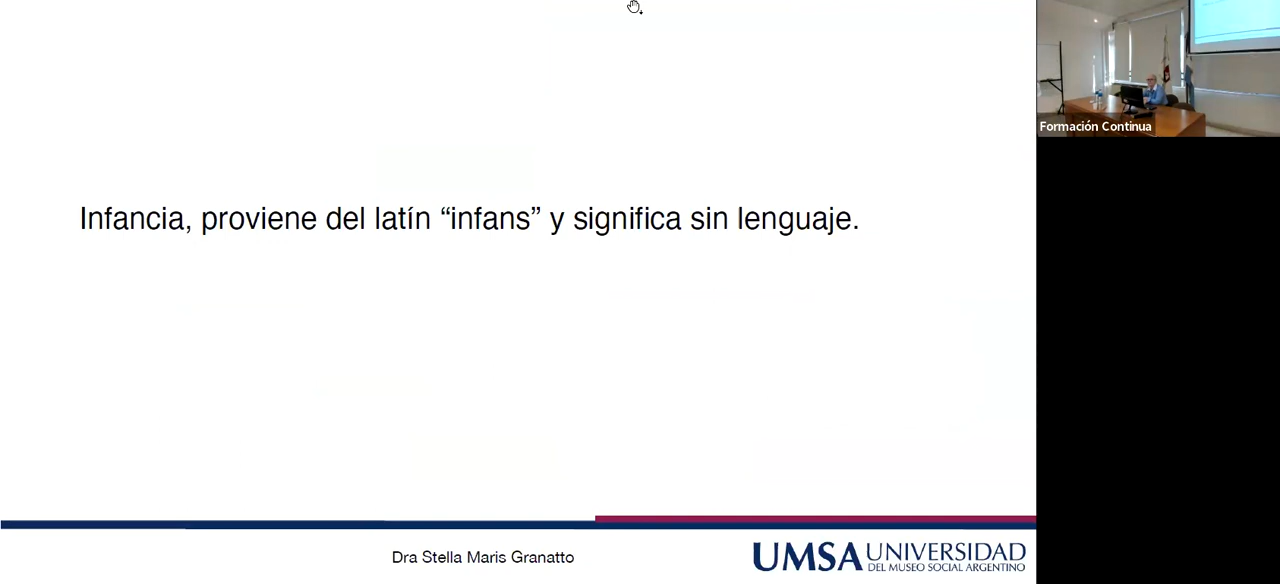 Infancia, proviene del latín “infans” y significa sin lenguaje.
Formación Continua
Dra Stella Maris Granatto
UMSA UNIVERSIDAD
DEL MUSEO SOCIAL ARGENTINO